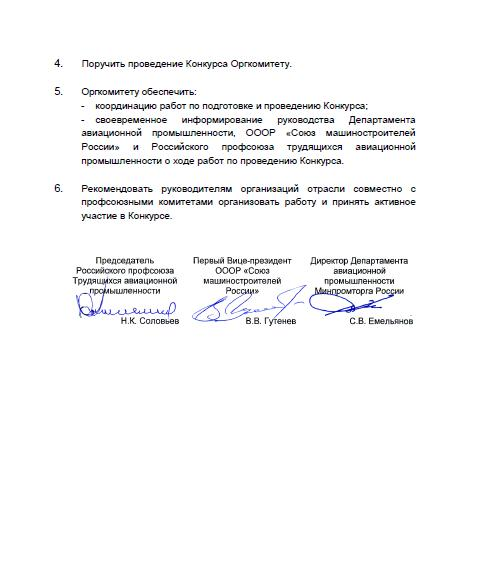 4. Поручить проведение Конкурса Оргкомитету.
5. Оргкомитету обеспечить:
- координацию работ по подготовке и проведению Конкурса;
- своевременное информирование руководства Департамента
авиационной промышленности, ОООР «Союз машиностроителей
России» и Российского профсоюза трудящихся авиационной
промышленности о ходе работ по проведению Конкурса.
6. Рекомендовать руководителям организаций отрасли совместно с
профсоюзными комитетами организовать работу и принять активное
участие в Конкурсе.
Председатель
Российского профсоюза
Трудящихся авиационной
промышленности
Н.К. Соловьев
Первый Вице-президент
ОООР «Союз
машиностроителей
России»
В.В. Гутенев
Директор Департамента
авиационной
промышленности
Минпромторга России
С.В. Емельянов